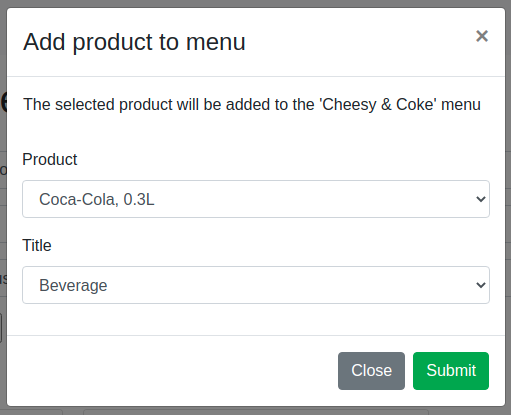 Add product to menu
×
The selected product will be added to the 'Cheesy & Coke' menu
Product
Coca-Cola, 0.3L
Title
Beverage
Close
Submit